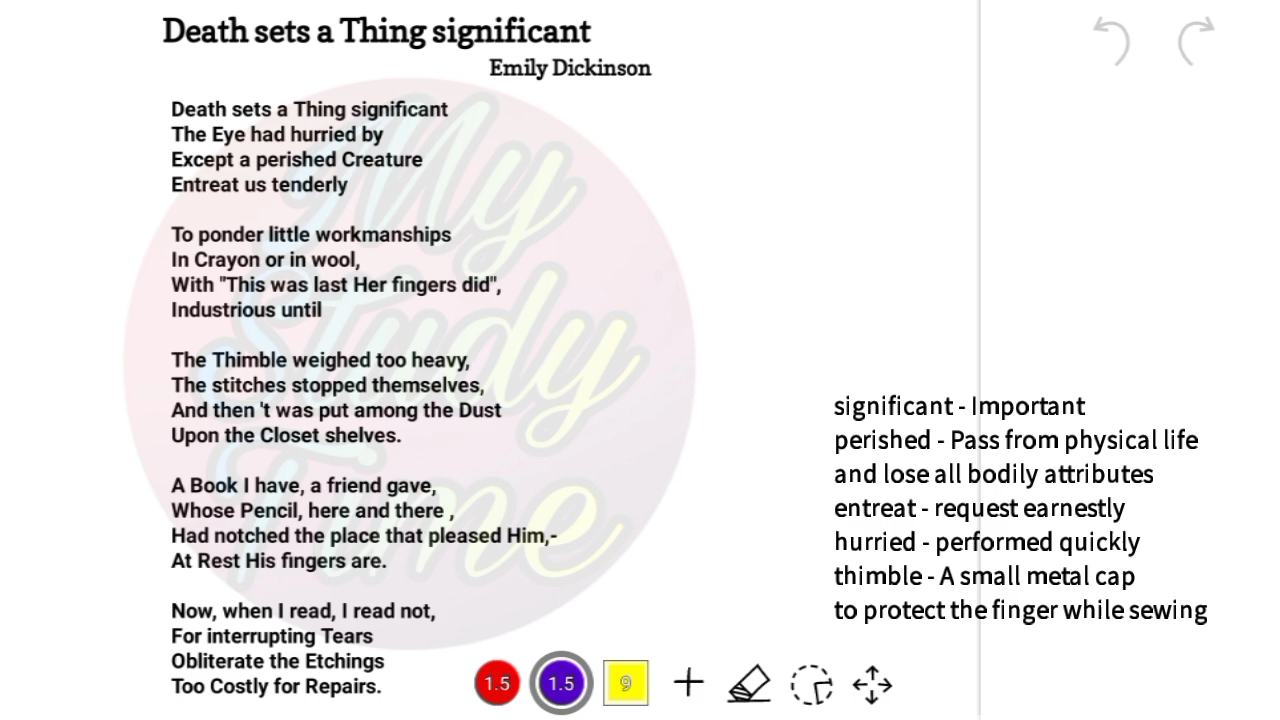 Death sets a Thing significant
Emily Dickinson
Death sets a Thing significant
The Eye had hurried by
Except a perished Creature
Entreat us tenderly
To ponder little workmanships
In Crayon or in wool,
With "This was last Her fingers did",
Industrious until
The Thimble weighed too heavy,
The stitches stopped themselves,
And then 't was put among the Dust
Upon the Closet shelves.
A Book I have, a friend gave,
Whose Pencil, here and there ,
Had notched the place that pleased Him,-
At Rest His fingers are.
Now, when I read, I read not,
For interrupting Tears
Obliterate the Etchings
Too Costly for Repairs.
My
Study
Time
significant - Important
perished - Pass from physical life
and lose all bodily attributes
entreat - request earnestly
hurried - performed quickly
thimble - A small metal cap
to protect the finger while sewing
1.5
1.5
9